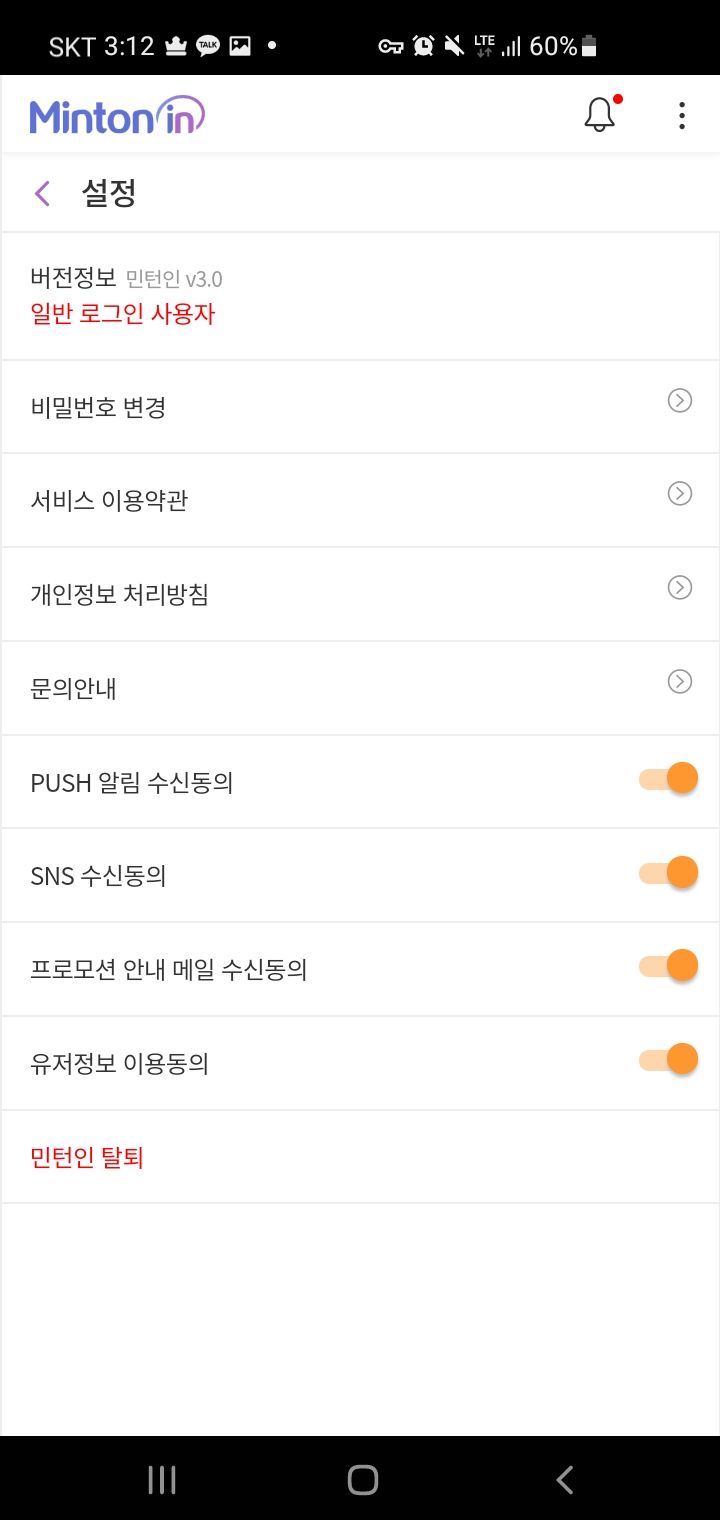 SKT 3:12 TALK LTE 60%
Minton in
설정
버전정보 민턴인 v3.0
일반 로그인 사용자
비밀번호 변경
서비스 이용약관
개인정보 처리방침
문의안내
PUSH 알림 수신동의
SNS 수신동의
프로모션 안내 메일 수신동의
유저정보 이용동의
민턴인 탈퇴